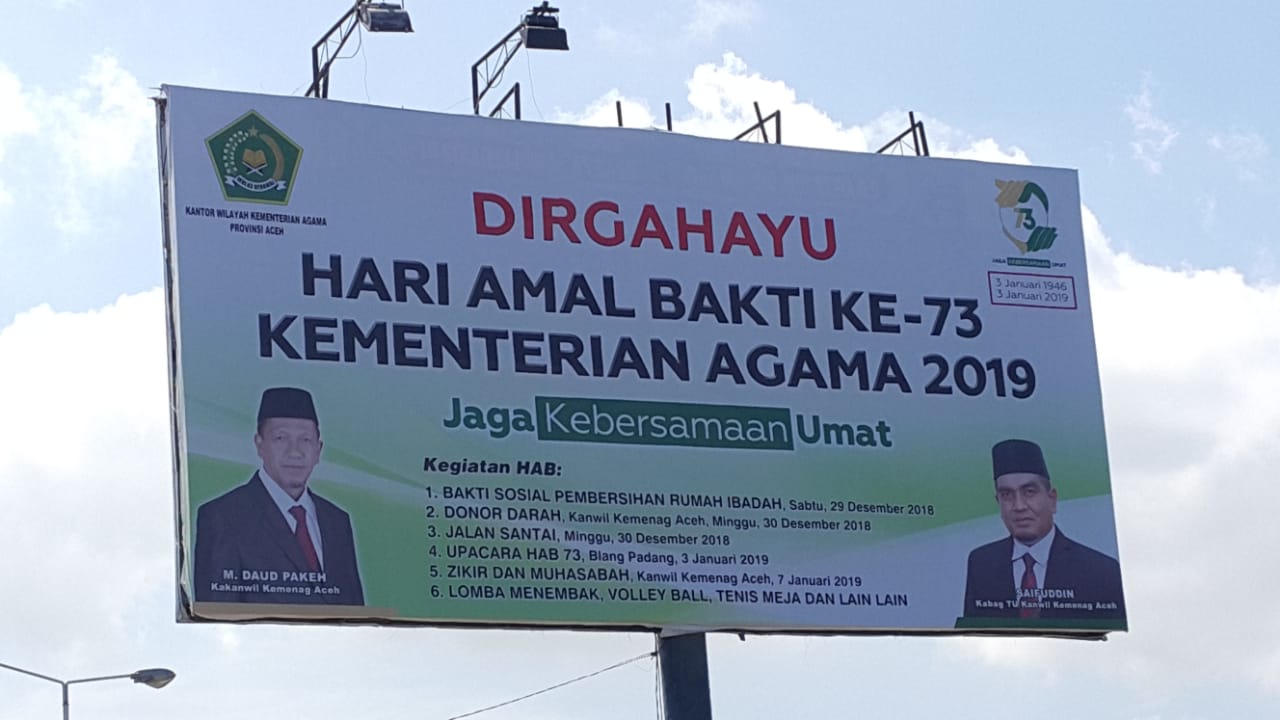 KANTOR WILAYAH KEMENTERIAN AGAMA
PROVINSI ACEH
73
JAGA KEBERSAMAAN UMAT
3 Januari 1946
3 Januari 2019
DIRGAHAYU
HARI AMAL BAKTI KE-73
KEMENTERIAN AGAMA 2019
Jaga Kebersamaan Umat
Kegiatan HAB:
1. BAKTI SOSIAL PEMBERSIHAN RUMAH IBADAH, Sabtu, 29 Desember 2018
2. DONOR DARAH, Kanwil Kemenag Aceh, Minggu, 30 Desember 2018
3. JALAN SANTAI, Minggu, 30 Desember 2018
4. UPACARA HAB 73, Blang Padang, 3 Januari 2019
5. ZIKIR DAN MUHASABAH, Kanwil Kemenag Aceh, 7 Januari 2019
6. LOMBA MENEMBAK, VOLLEY BALL, TENIS MEJA DAN LAIN LAIN
M. DAUD PAKEH
Kakanwil Kemenag Aceh
SAIFUDDIN
Kabag TU Kanwil Kemenag Aceh